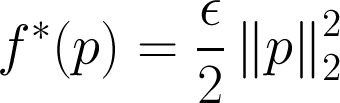 f^*(p) = \frac{\epsilon}{2} \|p\|_2^2